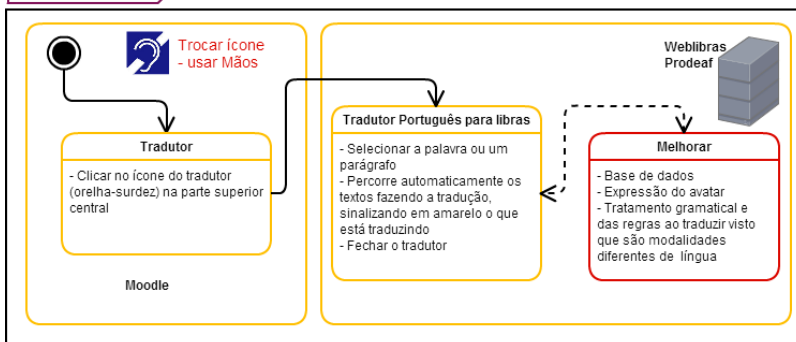 Trocar ícone
- usar Mãos
Tradutor
- Clicar no ícone do tradutor
(orelha-surdez) na parte superior
central
Moodle
Weblibras
Prodeaf
Tradutor Português para libras
- Selecionar a palavra ou um
parágrafo
- Percorre automaticamente os
textos fazendo a tradução,
sinalizando em amarelo o que
está traduzindo
- Fechar o tradutor
Melhorar
- Base de dados
- Expressão do avatar
- Tratamento gramatical e
das regras ao traduzir visto
que são modalidades
diferentes de língua